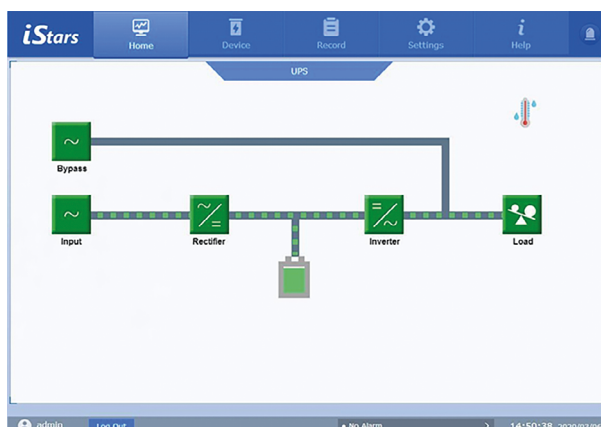 iStars
Home
Device
Record
Settings
Help
UPS
Bypass
Input
Rectifier
Inverter
Load
admin
Log Out
No Alarm
14:50:38